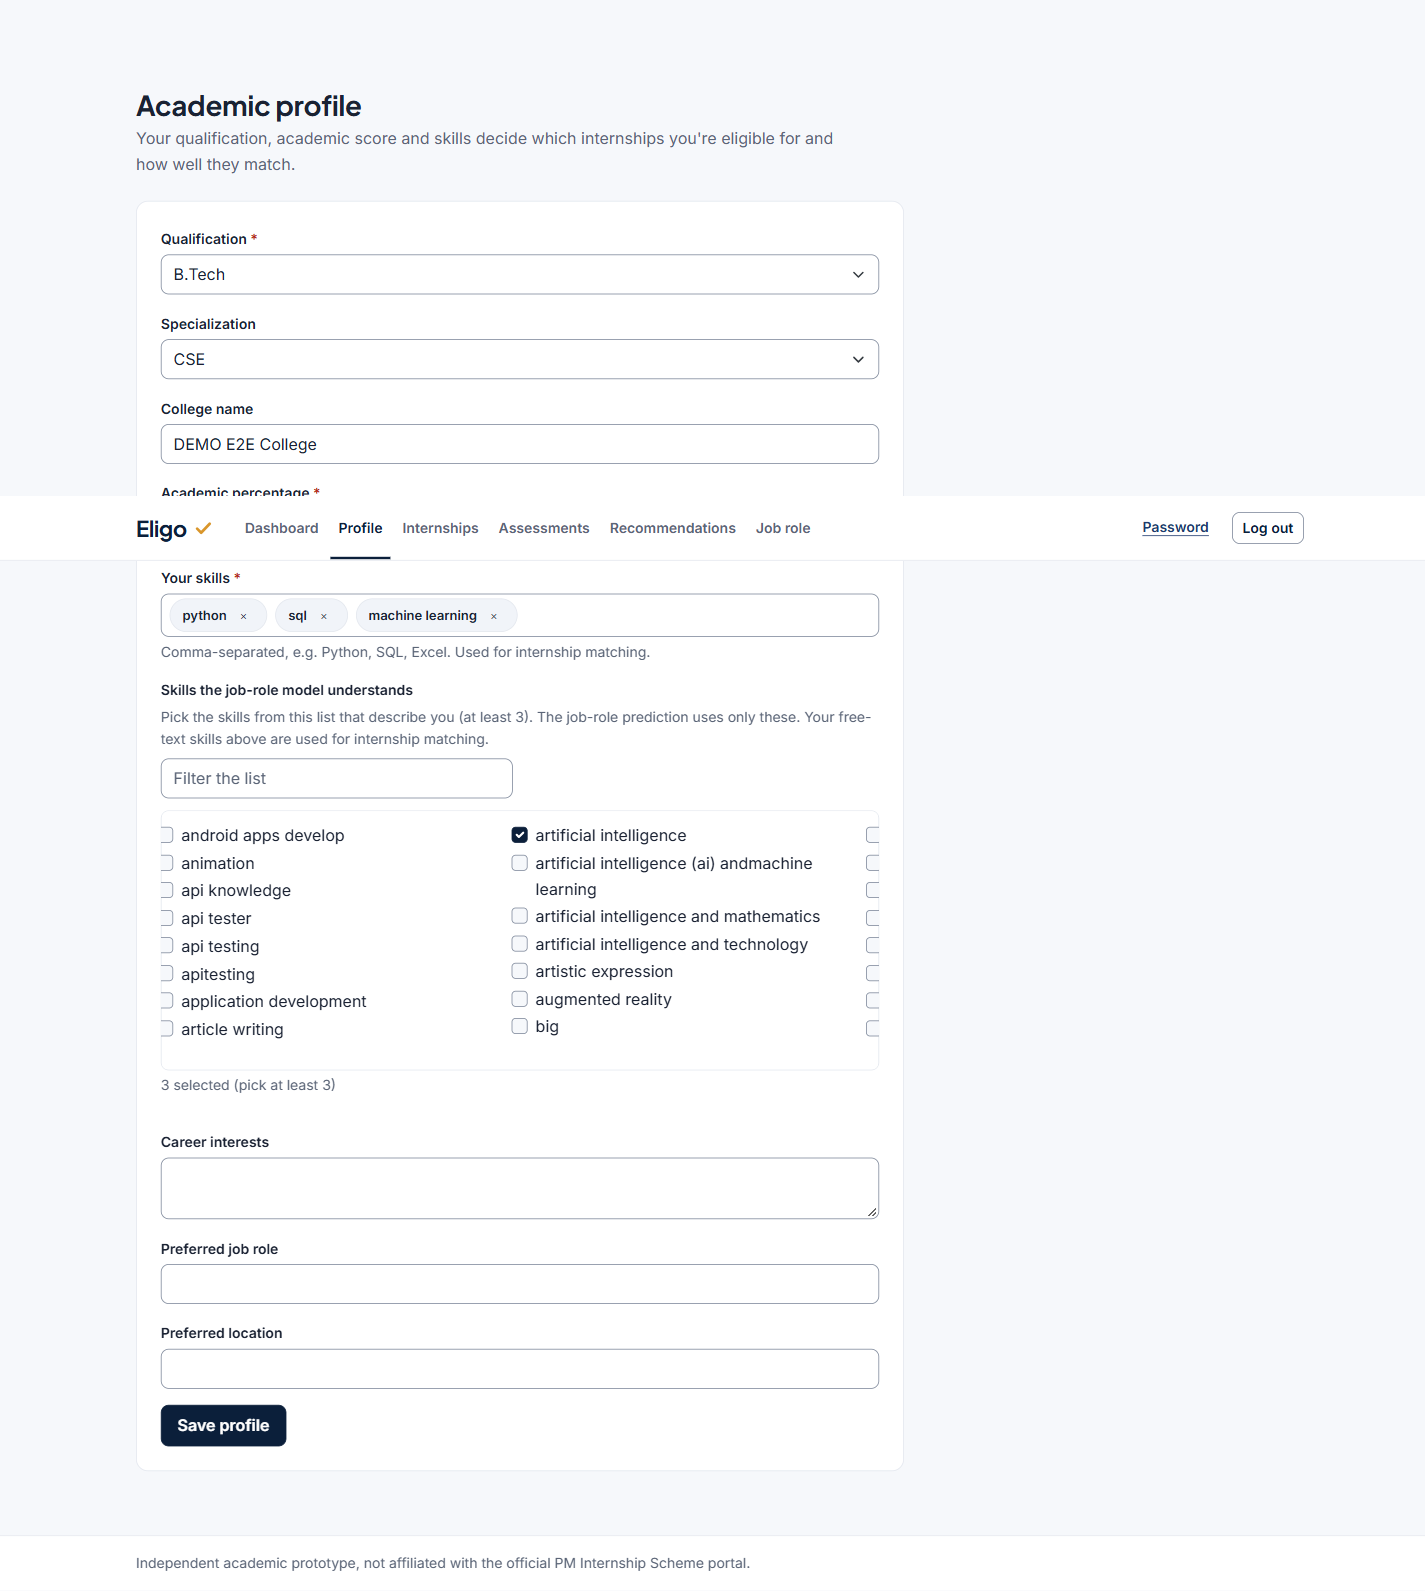 Academic profile
Your qualification, academic score and skills decide which internships you're eligible for and
how well they match.
Qualification *
B.Tech
Specialization
CSE
College name
DEMO E2E College
Academic percentage *
Eligo
Dashboard
Profile
Internships
Assessments
Recommendations
Job role
Password
Log out
Your skills *
python ×
sql ×
machine learning ×
Comma-separated, e.g. Python, SQL, Excel. Used for internship matching.
Skills the job-role model understands
Pick the skills from this list that describe you (at least 3). The job-role prediction uses only these. Your free-
text skills above are used for internship matching.
Filter the list
android apps develop
animation
api knowledge
api tester
api testing
apitesting
application development
article writing
artificial intelligence
artificial intelligence (ai) andmachine
learning
artificial intelligence and mathematics
artificial intelligence and technology
artistic expression
augmented reality
big
3 selected (pick at least 3)
Career interests
Preferred job role
Preferred location
Save profile
Independent academic prototype, not affiliated with the official PM Internship Scheme portal.